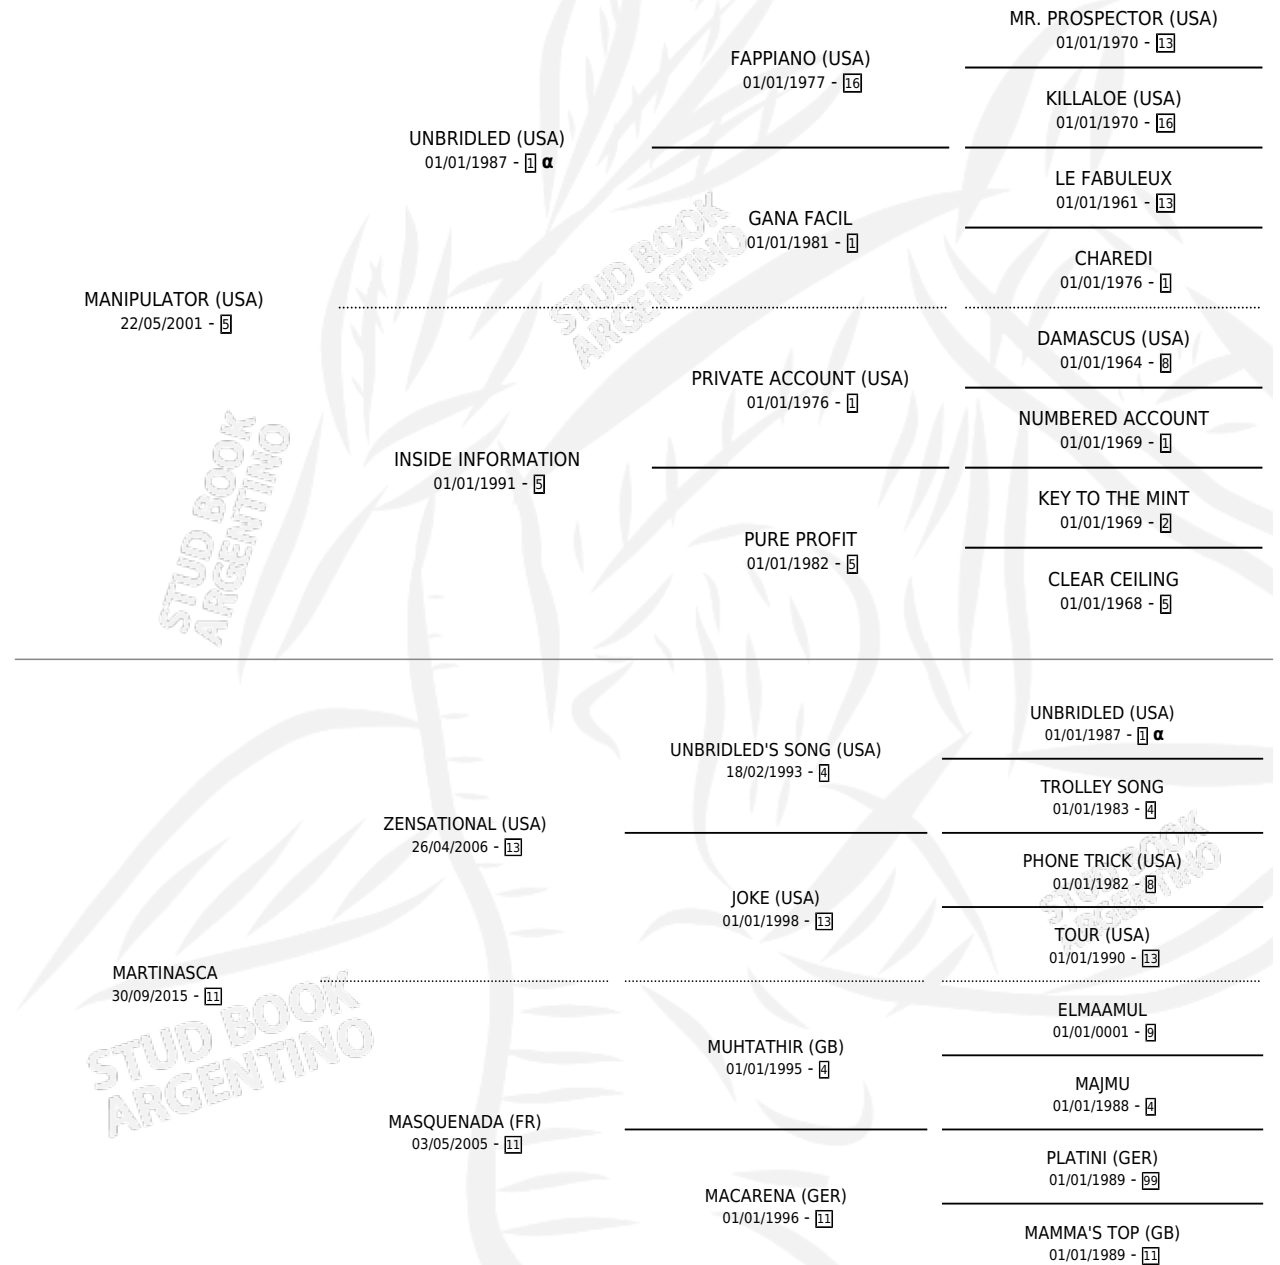 MR. PROSPECTOR (USA)
01/01/1970 - 13
FAPPIANO (USA)
01/01/1977 - 16
KILLALOE (USA)
01/01/1970 - 16
UNBRIDLED (USA)
01/01/1987 - 1 α
LE FABULEUX
01/01/1961 - 13
GANA FACIL
01/01/1981 - 1
CHAREDI
01/01/1976 - 1
MANIPULATOR (USA)
22/05/2001 - 5
DAMASCUS (USA)
01/01/1964 - 8
PRIVATE ACCOUNT (USA)
01/01/1976 - 1
NUMBERED ACCOUNT
01/01/1969 - 1
INSIDE INFORMATION
01/01/1991 - 5
KEY TO THE MINT
01/01/1969 - 2
PURE PROFIT
01/01/1982 - 5
CLEAR CEILING
01/01/1968 - 5
UNBRIDLED (USA)
01/01/1987 - 1 α
UNBRIDLED'S SONG (USA)
18/02/1993 - 4
TROLLEY SONG
01/01/1983 - 4
ZENSATIONAL (USA)
26/04/2006 - 13
PHONE TRICK (USA)
01/01/1982 - 8
JOKE (USA)
01/01/1998 - 13
TOUR (USA)
01/01/1990 - 13
MARTINASCA
30/09/2015 - 11
ELMAAMUL
01/01/0001 - 9
MUHTATHIR (GB)
01/01/1995 - 4
MAJMU
01/01/1988 - 4
MASQUENADA (FR)
03/05/2005 - 11
PLATINI (GER)
01/01/1989 - 99
MACARENA (GER)
01/01/1996 - 11
MAMMA'S TOP (GB)
01/01/1989 - 11
STUD BOOK
ARGENTINO
STUD BOOK
ARGENTINO
STUD BOOK
ARGENTINO
STUD BOOK
ARGENTINO